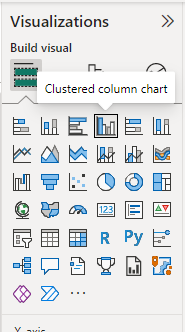 Visualizations
Build visual
Clustered column chart
123
R
Py
X-axis